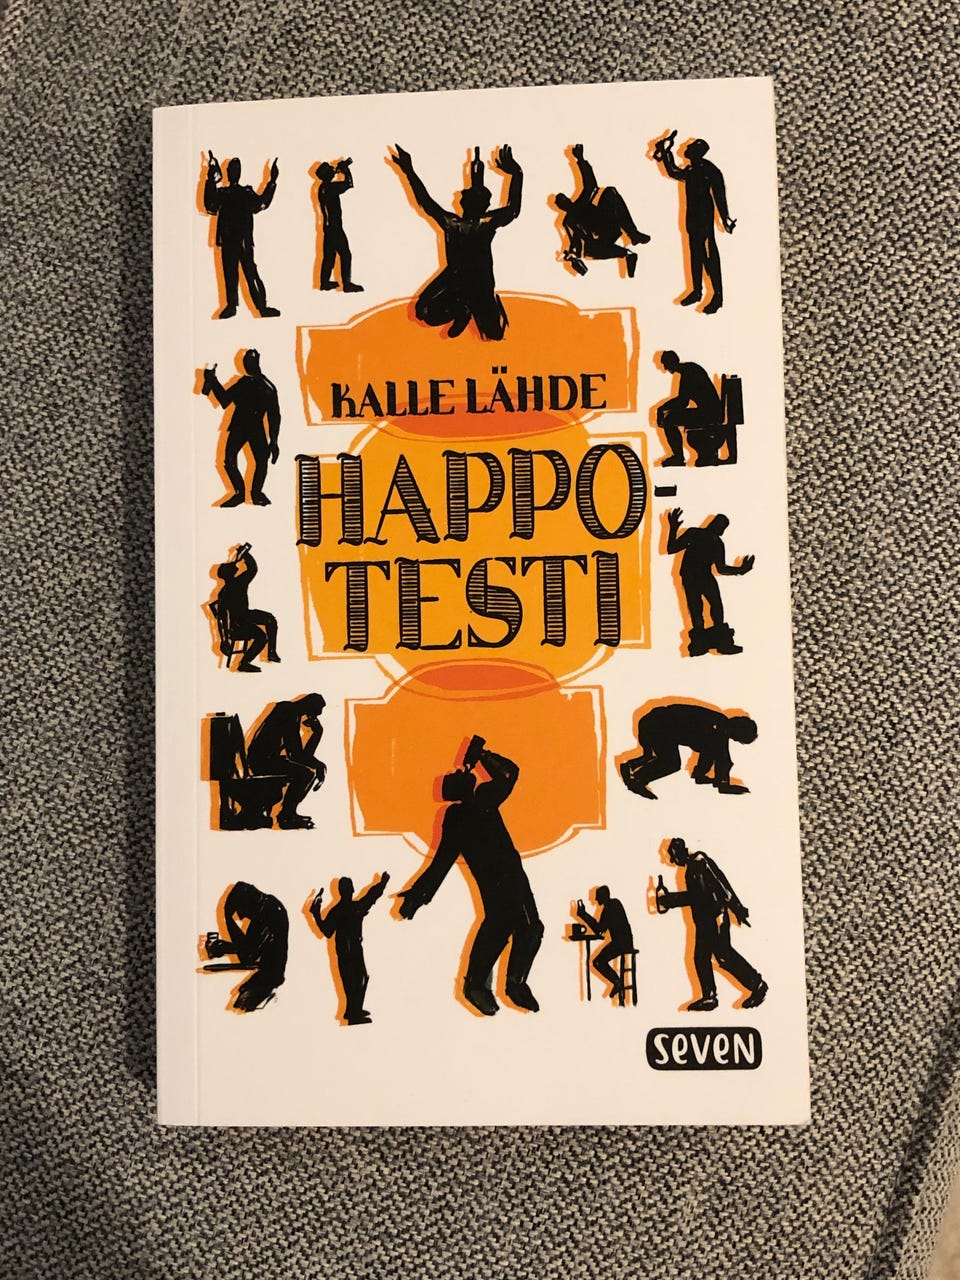 KALLE LÄHDE
HAPPO-
TESTI
SEVEN